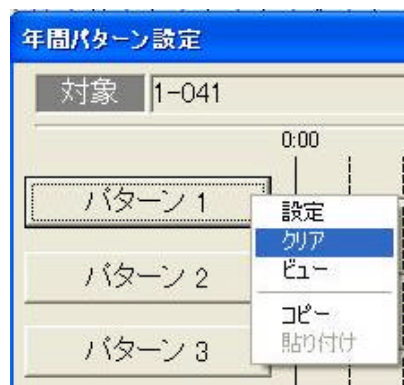 年間パターン設定
対象 1-041
0:00
パターン 1
設定
クリア
ビュー
パターン 2
コピー
貼り付け
パターン 3